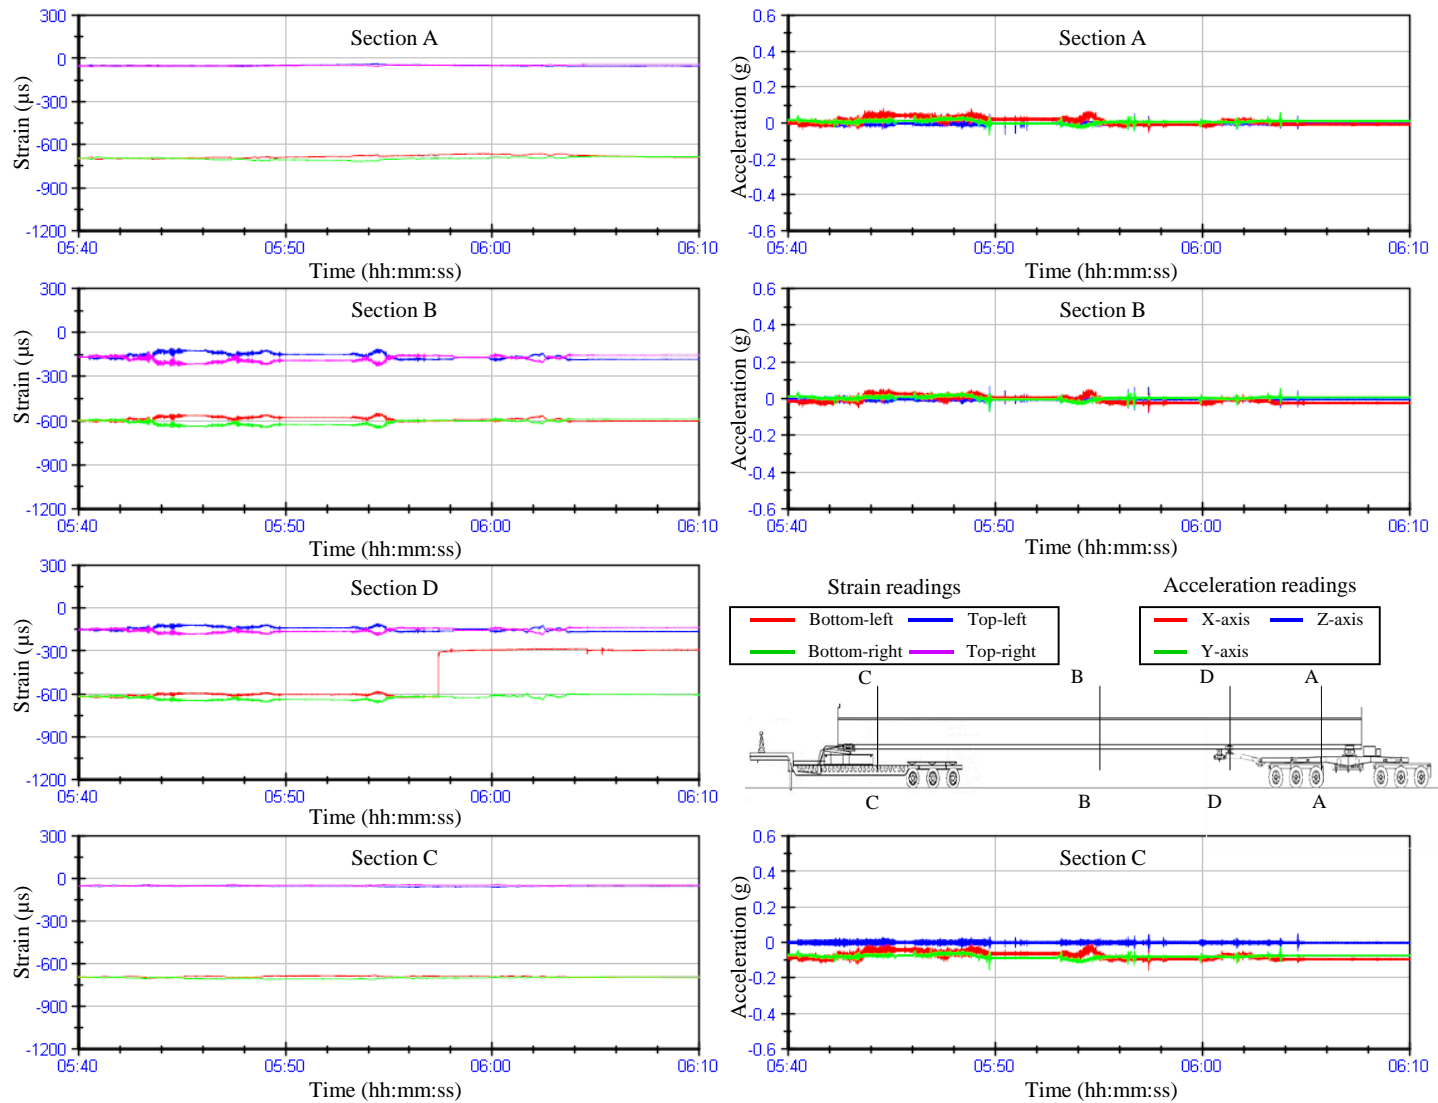 300
0
-300
-600
-900
-1200
Strain (µs)
Section A
05:40
05:50
06:00
06:10
Time (hh:mm:ss)
0.6
0.4
0.2
0
-0.2
-0.4
-0.6
Acceleration (g)
Section A
05:40
05:50
06:00
06:10
Time (hh:mm:ss)
300
0
-300
-600
-900
-1200
Strain (µs)
Section B
05:40
05:50
06:00
06:10
Time (hh:mm:ss)
0.6
0.4
0.2
0
-0.2
-0.4
-0.6
Acceleration (g)
Section B
05:40
05:50
06:00
06:10
Time (hh:mm:ss)
300
0
-300
-600
-900
-1200
Strain (µs)
Section D
05:40
05:50
06:00
06:10
Time (hh:mm:ss)
Strain readings
Bottom-left Top-left
Bottom-right Top-right
Acceleration readings
X-axis Z-axis
Y-axis
C B D A
C B D A
300
0
-300
-600
-900
-1200
Strain (µs)
Section C
05:40
05:50
06:00
06:10
Time (hh:mm:ss)
0.6
0.4
0.2
0
-0.2
-0.4
-0.6
Acceleration (g)
Section C
05:40
05:50
06:00
06:10
Time (hh:mm:ss)